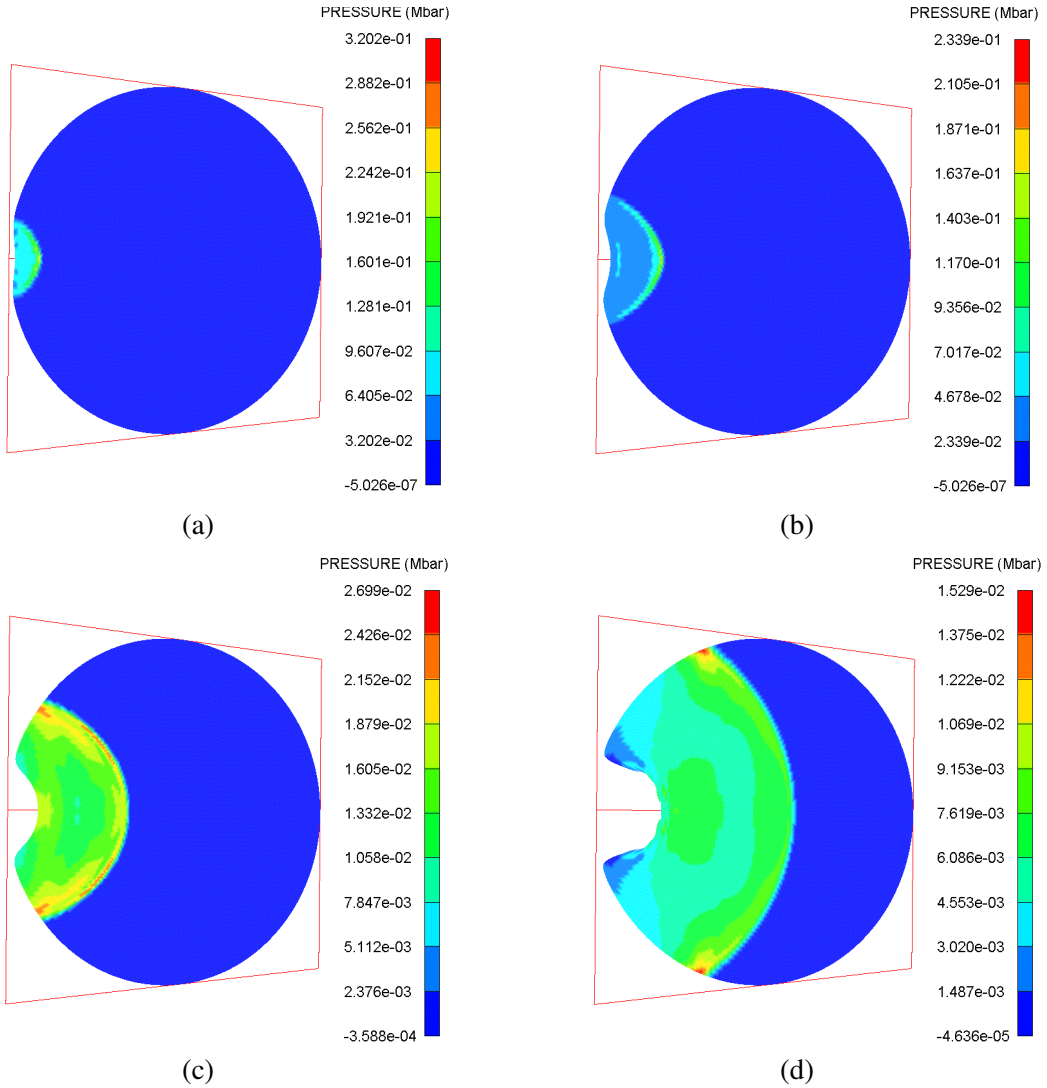 PRESSURE (Mbar)
3.202e-01
2.882e-01
2.562e-01
2.242e-01
1.921e-01
1.601e-01
1.281e-01
9.607e-02
6.405e-02
3.202e-02
-5.026e-07
(a)
PRESSURE (Mbar)
2.339e-01
2.105e-01
1.871e-01
1.637e-01
1.403e-01
1.170e-01
9.356e-02
7.017e-02
4.678e-02
2.339e-02
-5.026e-07
(b)
PRESSURE (Mbar)
2.699e-02
2.426e-02
2.152e-02
1.879e-02
1.605e-02
1.332e-02
1.058e-02
7.847e-03
5.112e-03
2.376e-03
-3.588e-04
(c)
PRESSURE (Mbar)
1.529e-02
1.375e-02
1.222e-02
1.069e-02
9.153e-03
7.619e-03
6.086e-03
4.553e-03
3.020e-03
1.487e-03
-4.636e-05
(d)